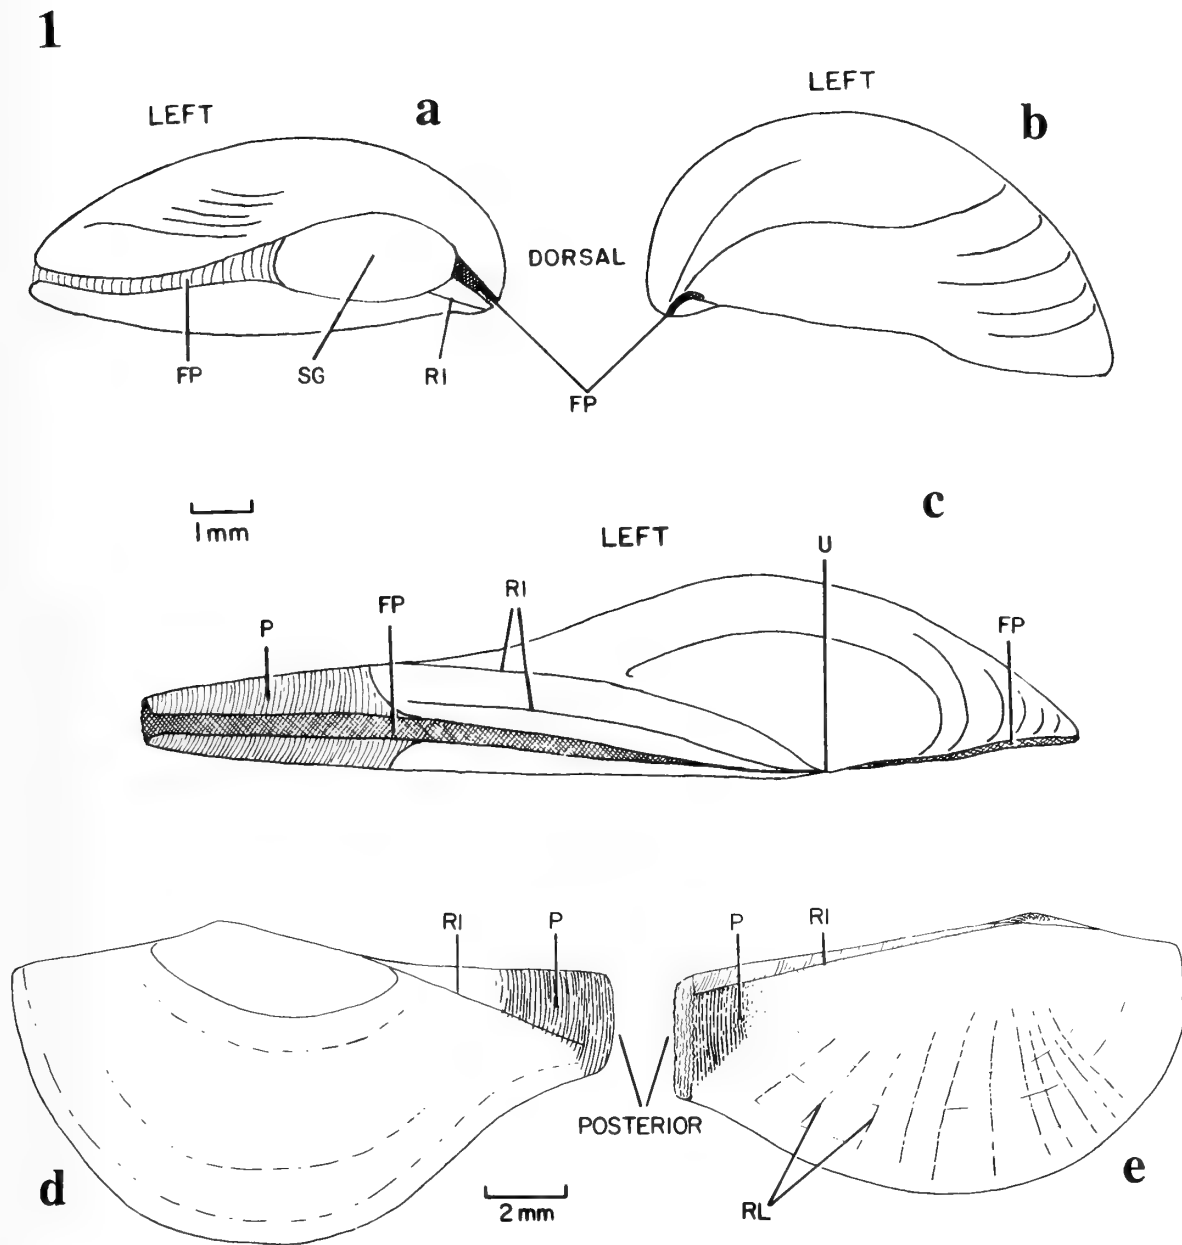 1
LEFT
a
LEFT
b
DORSAL
FP
SG
RI
FP
1mm
LEFT
c
U
RI
FP
P
FP
RI
P
P
RI
POSTERIOR
d
2mm
RL
e